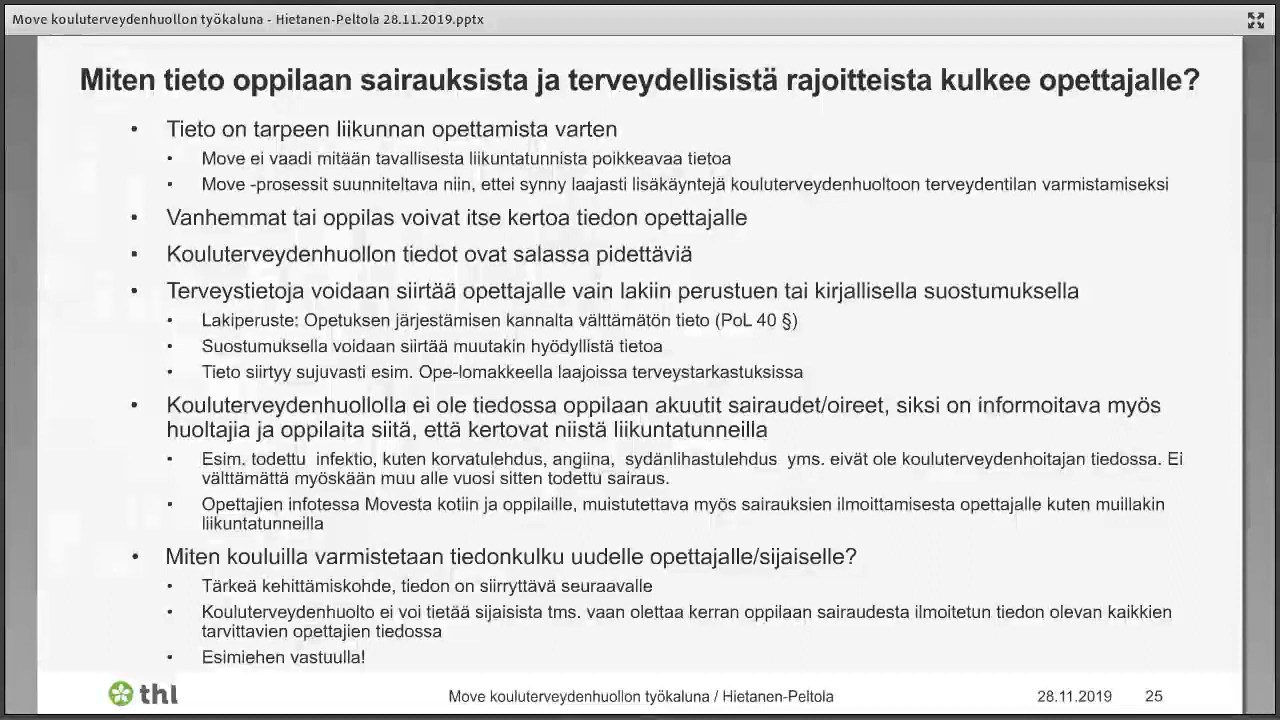 Move kouluterveydenhuollon työkaluna - Hietanen-Peltola 28.11.2019.pptx
Miten tieto oppilaan sairauksista ja terveydellisistä rajoitteista kulkee opettajalle?
• Tieto on tarpeen liikunnan opettamista varten
• Move ei vaadi mitään tavallisesta liikuntatunnista poikkeavaa tietoa
• Move -prosessit suunniteltava niin, ettei synny laajasti lisäkäyntejä kouluterveydenhuoltoon terveydentilan varmistamiseksi
• Vanhemmat tai oppilas voivat itse kertoa tiedon opettajalle
• Kouluterveydenhuollon tiedot ovat salassa pidettäviä
• Terveystietoja voidaan siirtää opettajalle vain lakiin perustuen tai kirjallisella suostumuksella
• Lakiperuste: Opetuksen järjestämisen kannalta välttämätön tieto (PoL 40 §)
• Suostumuksella voidaan siirtää muutakin hyödyllistä tietoa
• Tieto siirtyy sujuvasti esim. Ope-lomakkeella laajoissa terveystarkastuksissa
• Kouluterveydenhuollolla ei ole tiedossa oppilaan akuutit sairaudet/oireet, siksi on informoitava myös
huoltajia ja oppilaita siitä, että kertovat niistä liikuntatunneilla
• Esim. todettu infektio, kuten korvatulehdus, angiina, sydänlihastulehdus yms. eivät ole kouluterveydenhoitajan tiedossa. Ei
välttämättä myöskään muu alle vuosi sitten todettu sairaus.
• Opettajien infotessa Movesta kotiin ja oppilaille, muistutettava myös sairauksien ilmoittamisesta opettajalle kuten muillakin
liikuntatunneilla
• Miten kouluilla varmistetaan tiedonkulku uudelle opettajalle/sijaiselle?
• Tärkeä kehittämiskohde, tiedon on siirryttävä seuraavalle
• Kouluterveydenhuolto ei voi tietää sijaisista tms. vaan olettaa kerran oppilaan sairaudesta ilmoitetun tiedon olevan kaikkien
tarvittavien opettajien tiedossa
• Esimiehen vastuulla!
thl
Move kouluterveydenhuollon työkaluna / Hietanen-Peltola
28.11.2019
25